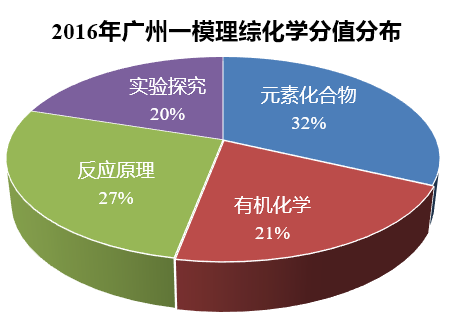 2016年广州一模理综化学分值分布
实验探究
20%
元素化合物
32%
反应原理
27%
有机化学
21%